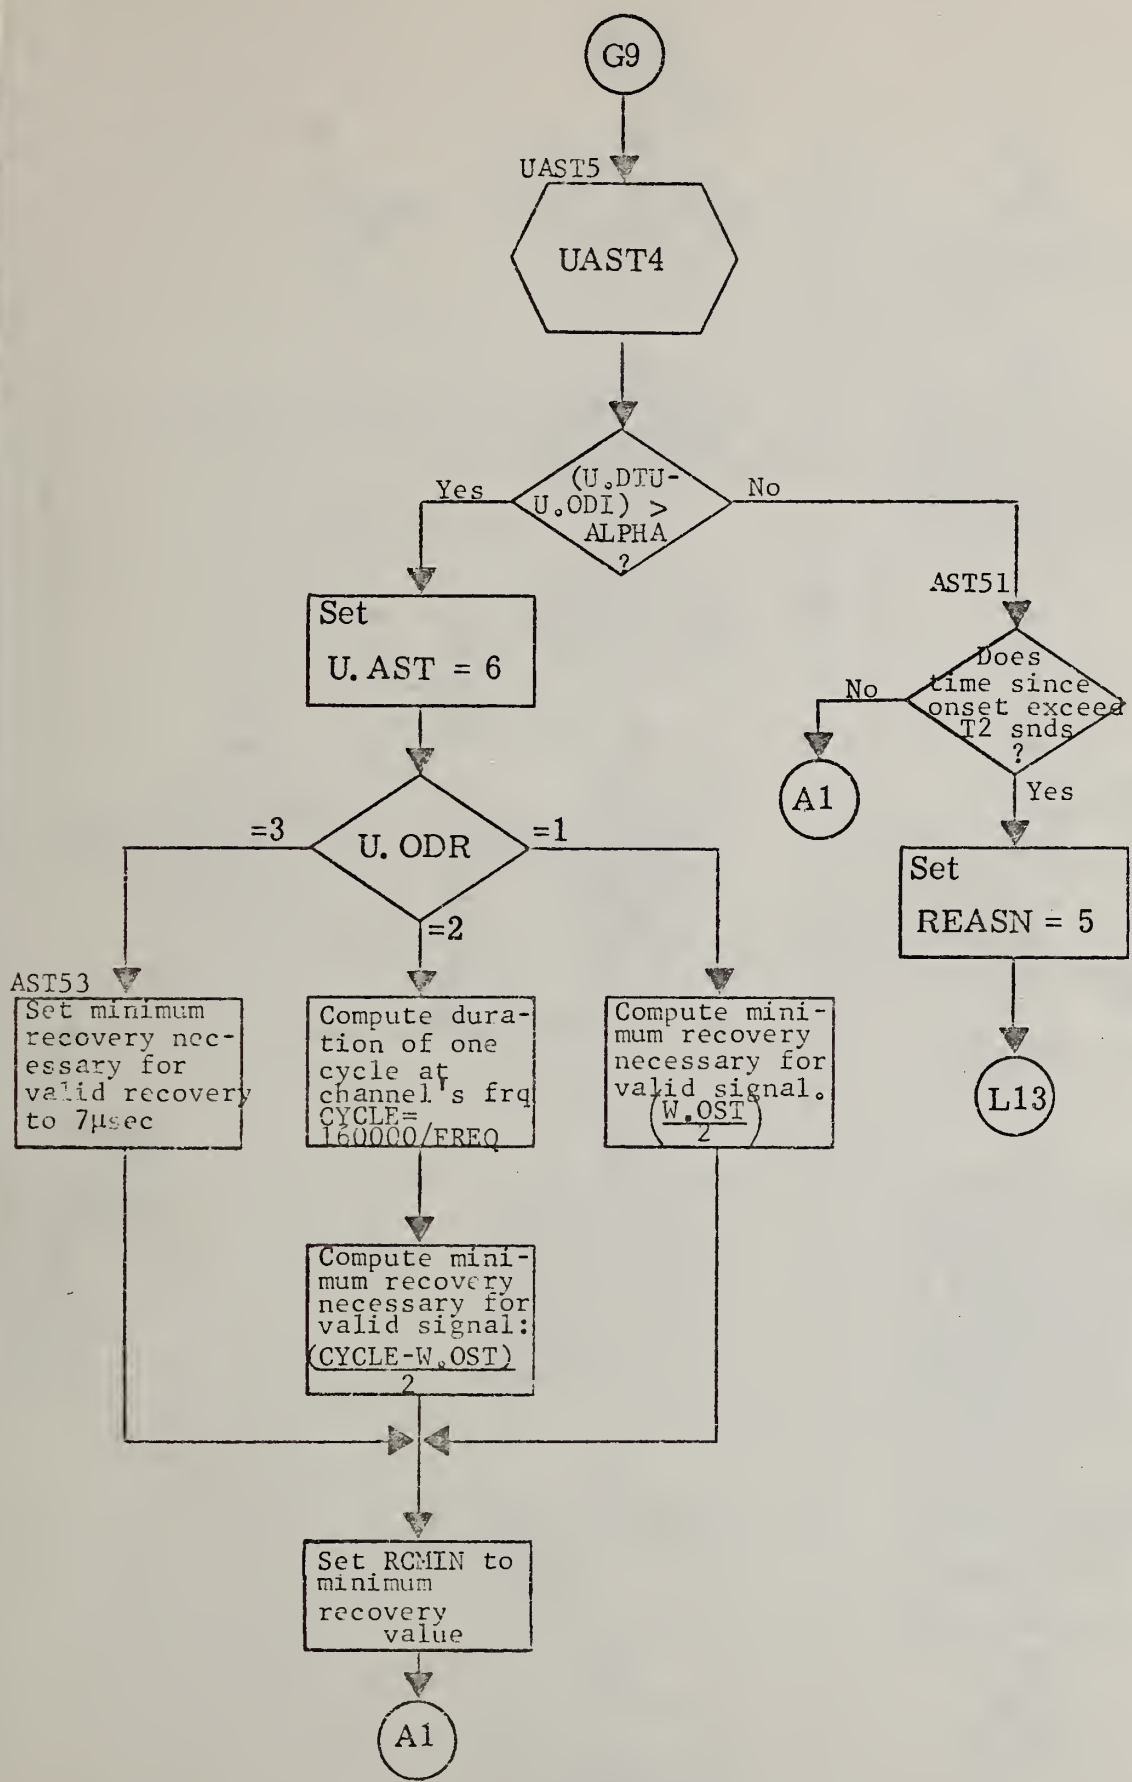 G9
UAST5
UAST4
Yes
(U.DTU-
U.ODI) >
ALPHA
?
No
Set
U.AST = 6
AST51
Does
time since
onset exceed
T2 snds
?
No
A1
Yes
=3
U.ODR
=1
=2
Set
REASN = 5
L13
AST53
Set minimum
recovery nec-
essary for
valid recovery
to 7μsec
Compute dura-
tion of one
cycle at
channel's frq
CYCLE=
160000/FREQ
Compute mini-
mum recovery
necessary for
valid signal.
(W.OST
2)
Compute mini-
mum recovery
necessary for
valid signal:
(CYCLE-W.OST)
2
Set RCMIN to
minimum
recovery
value
A1